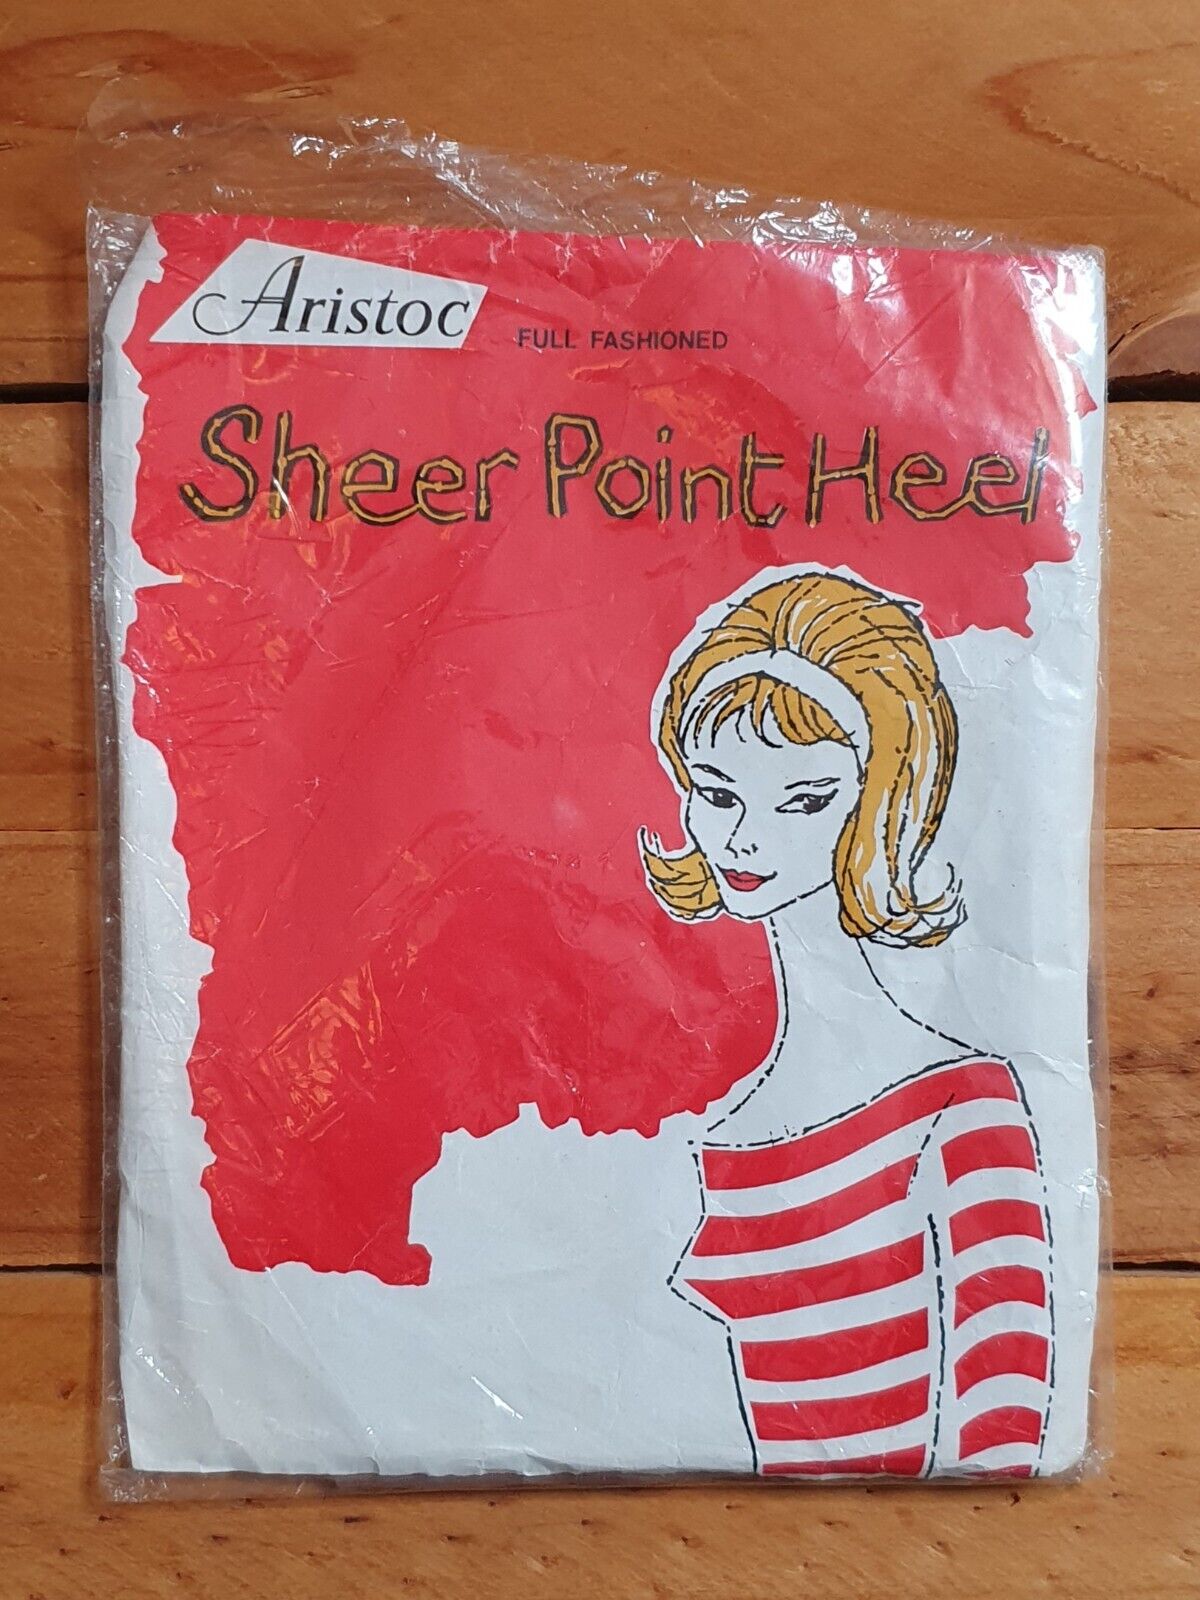 Aristoc
FULL FASHIONED
Sheer Point Heel